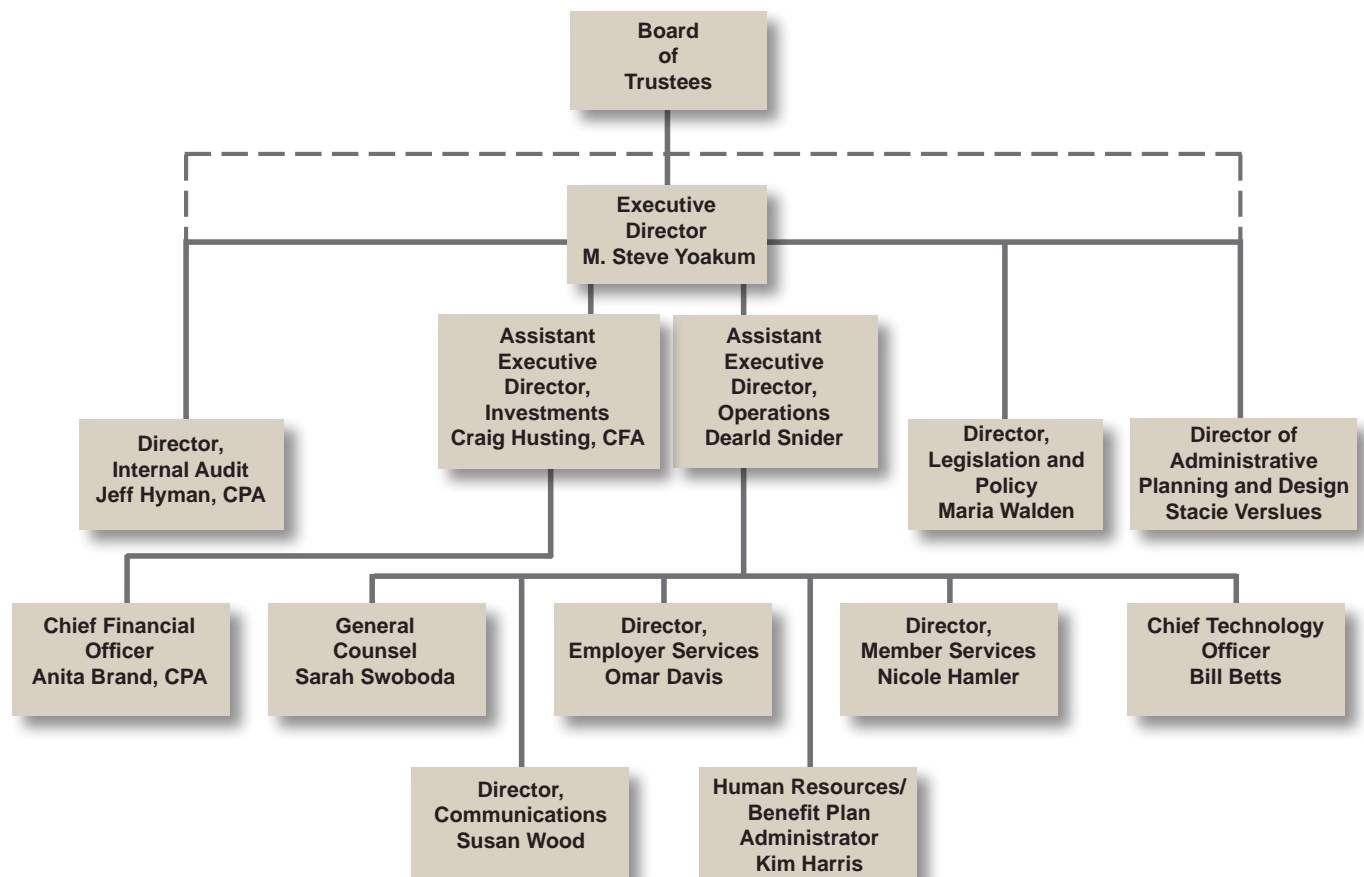 Board
of
Trustees
Executive
Director
M. Steve Yoakum
Assistant
Executive
Director,
Investments
Craig Husting, CFA
Assistant
Executive
Director,
Operations
Dearld Snider
Director,
Internal Audit
Jeff Hyman, CPA
Director,
Legislation and
Policy
Maria Walden
Director of
Administrative
Planning and Design
Stacie Verslues
Chief Financial
Officer
Anita Brand, CPA
General
Counsel
Sarah Swoboda
Director,
Employer Services
Omar Davis
Director,
Member Services
Nicole Hamler
Chief Technology
Officer
Bill Betts
Director,
Communications
Susan Wood
Human Resources/
Benefit Plan
Administrator
Kim Harris